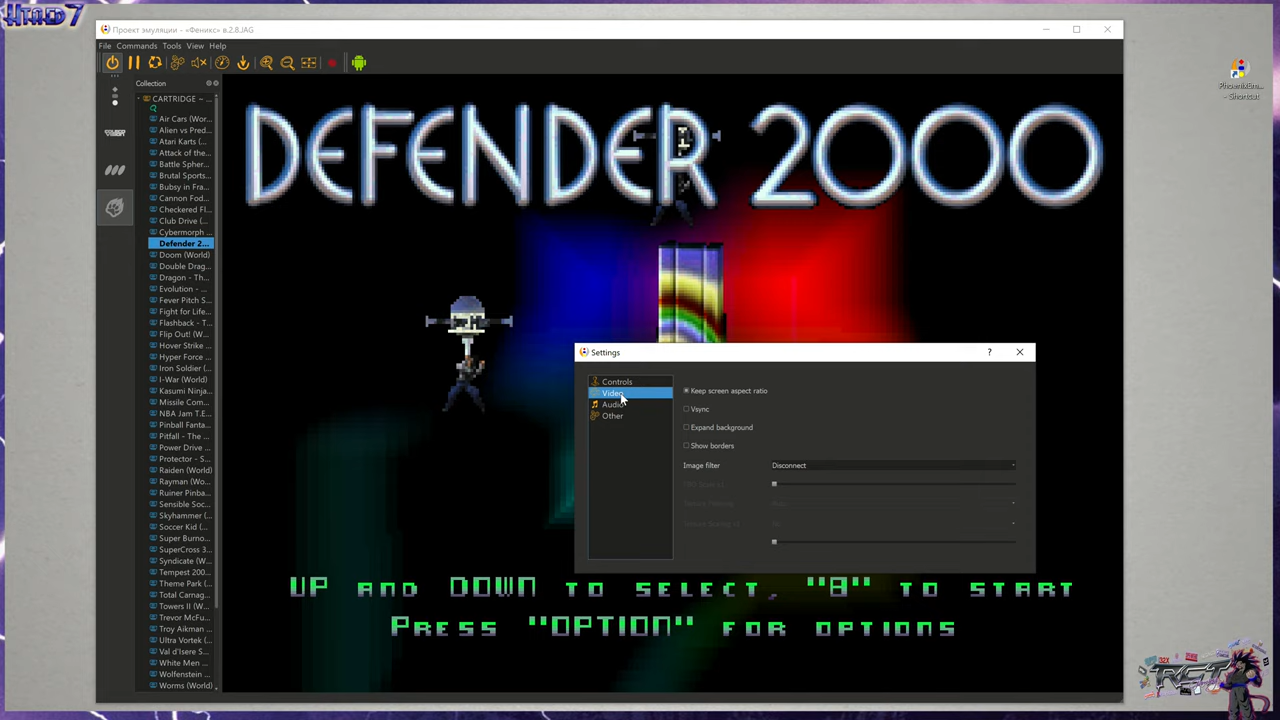 Проект эмуляции - «Феникс» в.2.8.JAG
File Commands Tools View Help
Collection
CARTRIDGE – ...
Air Cars (Wor...
Alien vs Pred...
Atari Karts (...
Attack of the...
Battle Spher...
Brutal Sports...
Bubsy in Fra...
Cannon Fod...
Checkered Fl...
Club Drive (...
Cybermorph ...
Defender 2...
Doom (World)
Double Drag...
Dragon - Th...
Evolution - ...
Fever Pitch S...
Fight for Life...
Flashback - T...
Flip Out! (W...
Hover Strike ...
Hyper Force ...
Iron Soldier (...
I-War (World)
Kasumi Ninja...
Missile Com...
NBA Jam T.E...
Pinball Fanta...
Pitfall - The ...
Power Drive ...
Protector - S...
Raiden (World)
Rayman (Wo...
Ruiner Pinba...
Sensible Soc...
Skyhammer (...
Soccer Kid (...
Super Burno...
SuperCross 3...
Syndicate (W...
Tempest 200...
Theme Park (...
Total Carnag...
Towers II (W...
Trevor McFu...
Troy Aikman ...
Ultra Vortek (...
Val d'Isere S...
White Men ...
Wolfenstein ...
Worms (World)
DEFENDER 2000
Settings
?
Controls
Video
Audio
Other
Keep screen aspect ratio
Vsync
Expand background
Show borders
Image filter Disconnect
UP AND DOWN TO SELECT, "B" TO START
PRESS "OPTION" FOR OPTIONS
PhoenixEm...
- Shortcut
RGT